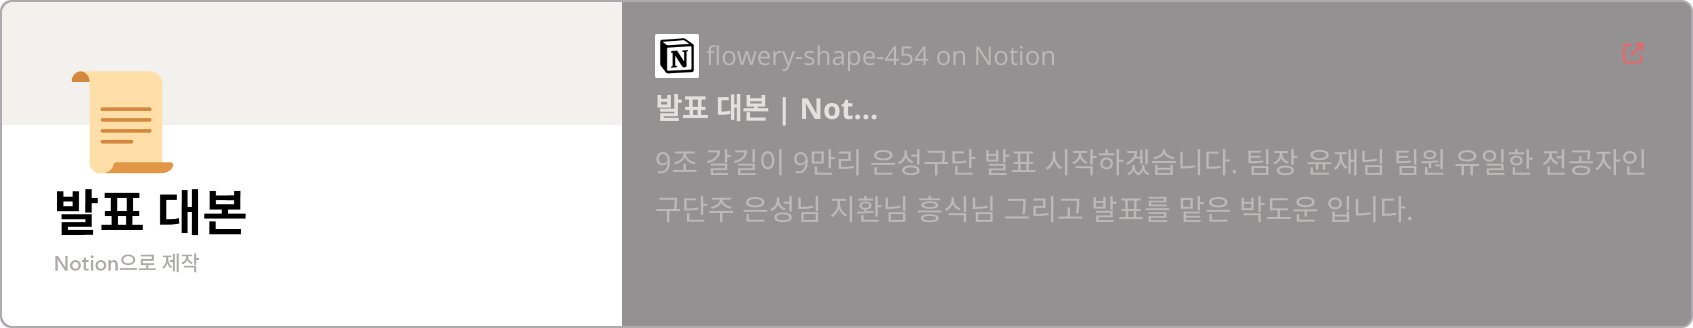 발표 대본
Notion으로 제작
flowery-shape-454 on Notion
발표 대본 | Not...
9조 갈길이 9만리 은성구단 발표 시작하겠습니다. 팀장 윤재님 팀원 유일한 전공자인
구단주 은성님 지환님 흥식님 그리고 발표를 맡은 박도운 입니다.